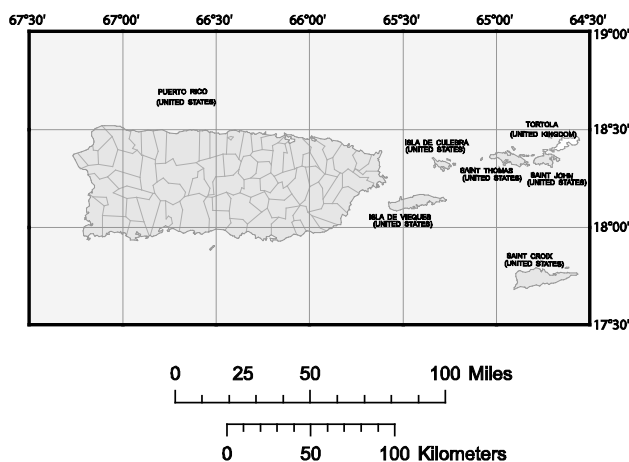 67°30' 67°00' 66°30' 66°00' 65°30' 65°00' 64°30'
19°00'
PUERTO RICO
(UNITED STATES)
TORTOLA
(UNITED KINGDOM)
18°30'
ISLA DE CULEBRA
(UNITED STATES)
SAINT THOMAS
(UNITED STATES)
SAINT JOHN
(UNITED STATES)
ISLA DE VIEQUES
(UNITED STATES)
18°00'
SAINT CROIX
(UNITED STATES)
17°30'
0 25 50 100 Miles
0 50 100 Kilometers